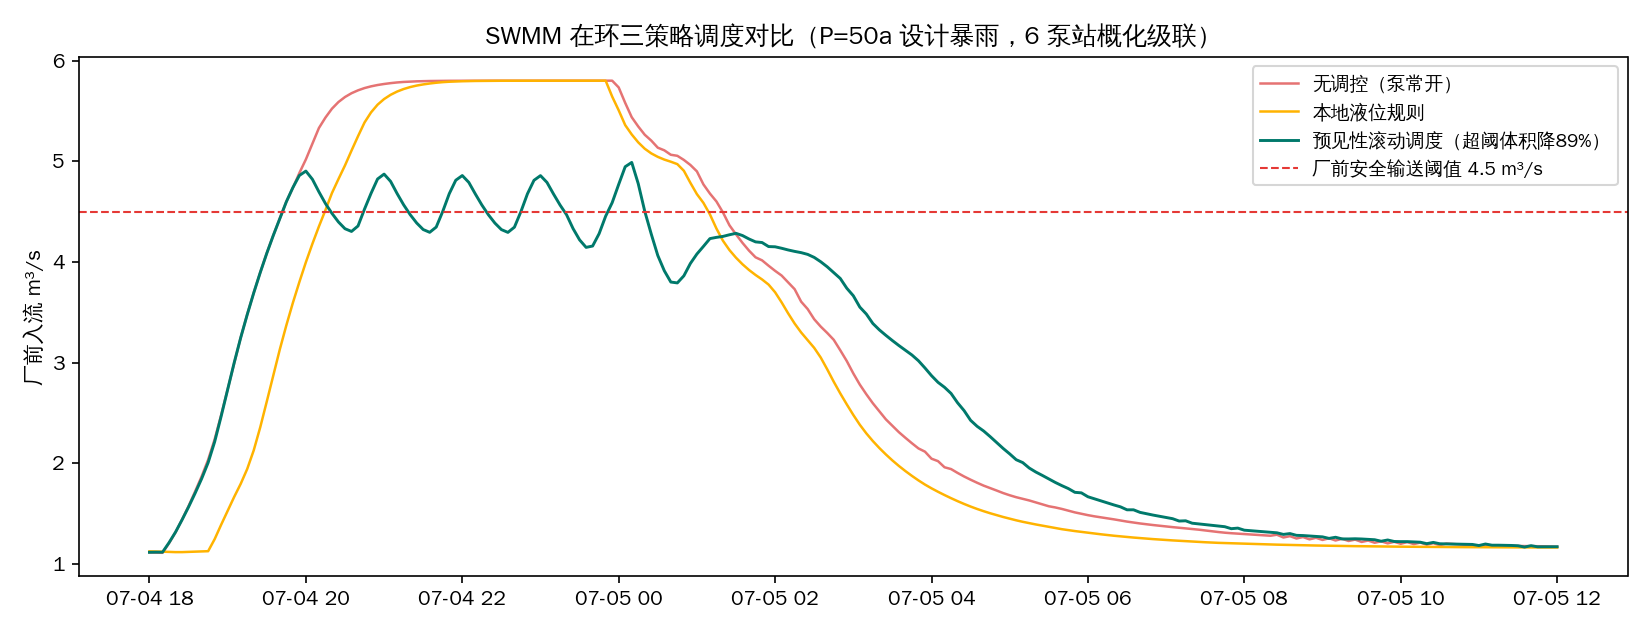 SWMM 在环三策略调度对比（P=50a 设计暴雨，6 泵站概化级联）
厂前入流 m³/s
6
5
4
3
2
1
无调控（泵常开）
本地液位规则
预见性滚动调度（超阈体积降89%）
厂前安全输送阈值 4.5 m³/s
07-04 18
07-04 20
07-04 22
07-05 00
07-05 02
07-05 04
07-05 06
07-05 08
07-05 10
07-05 12